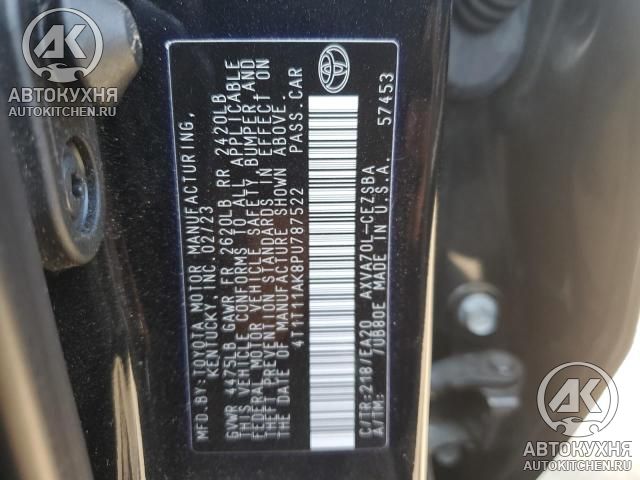 АВТОКУХНЯ
AUTOKITCHEN.RU
MFD.BY:TOYOTA MOTOR MANUFACTURING,
KENTUCKY, INC. 02/23
GVWR 4475LB GAWR FR 2620LB RR 2420LB
THIS VEHICLE CONFORMS TO ALL APPLICABLE
FEDERAL MOTOR VEHICLE SAFETY, BUMPER, AND
THEFT PREVENTION STANDARDS IN EFFECT ON
THE DATE OF MANUFACTURE SHOWN ABOVE.
4T1T11AK8PU787522 PASS.CAR
C/TR:218/EA20 AXVA70L-CEZSBA
A/TM: /UB80E MADE IN U.S.A. 57453
АВТОКУХНЯ
AUTOKITCHEN.RU